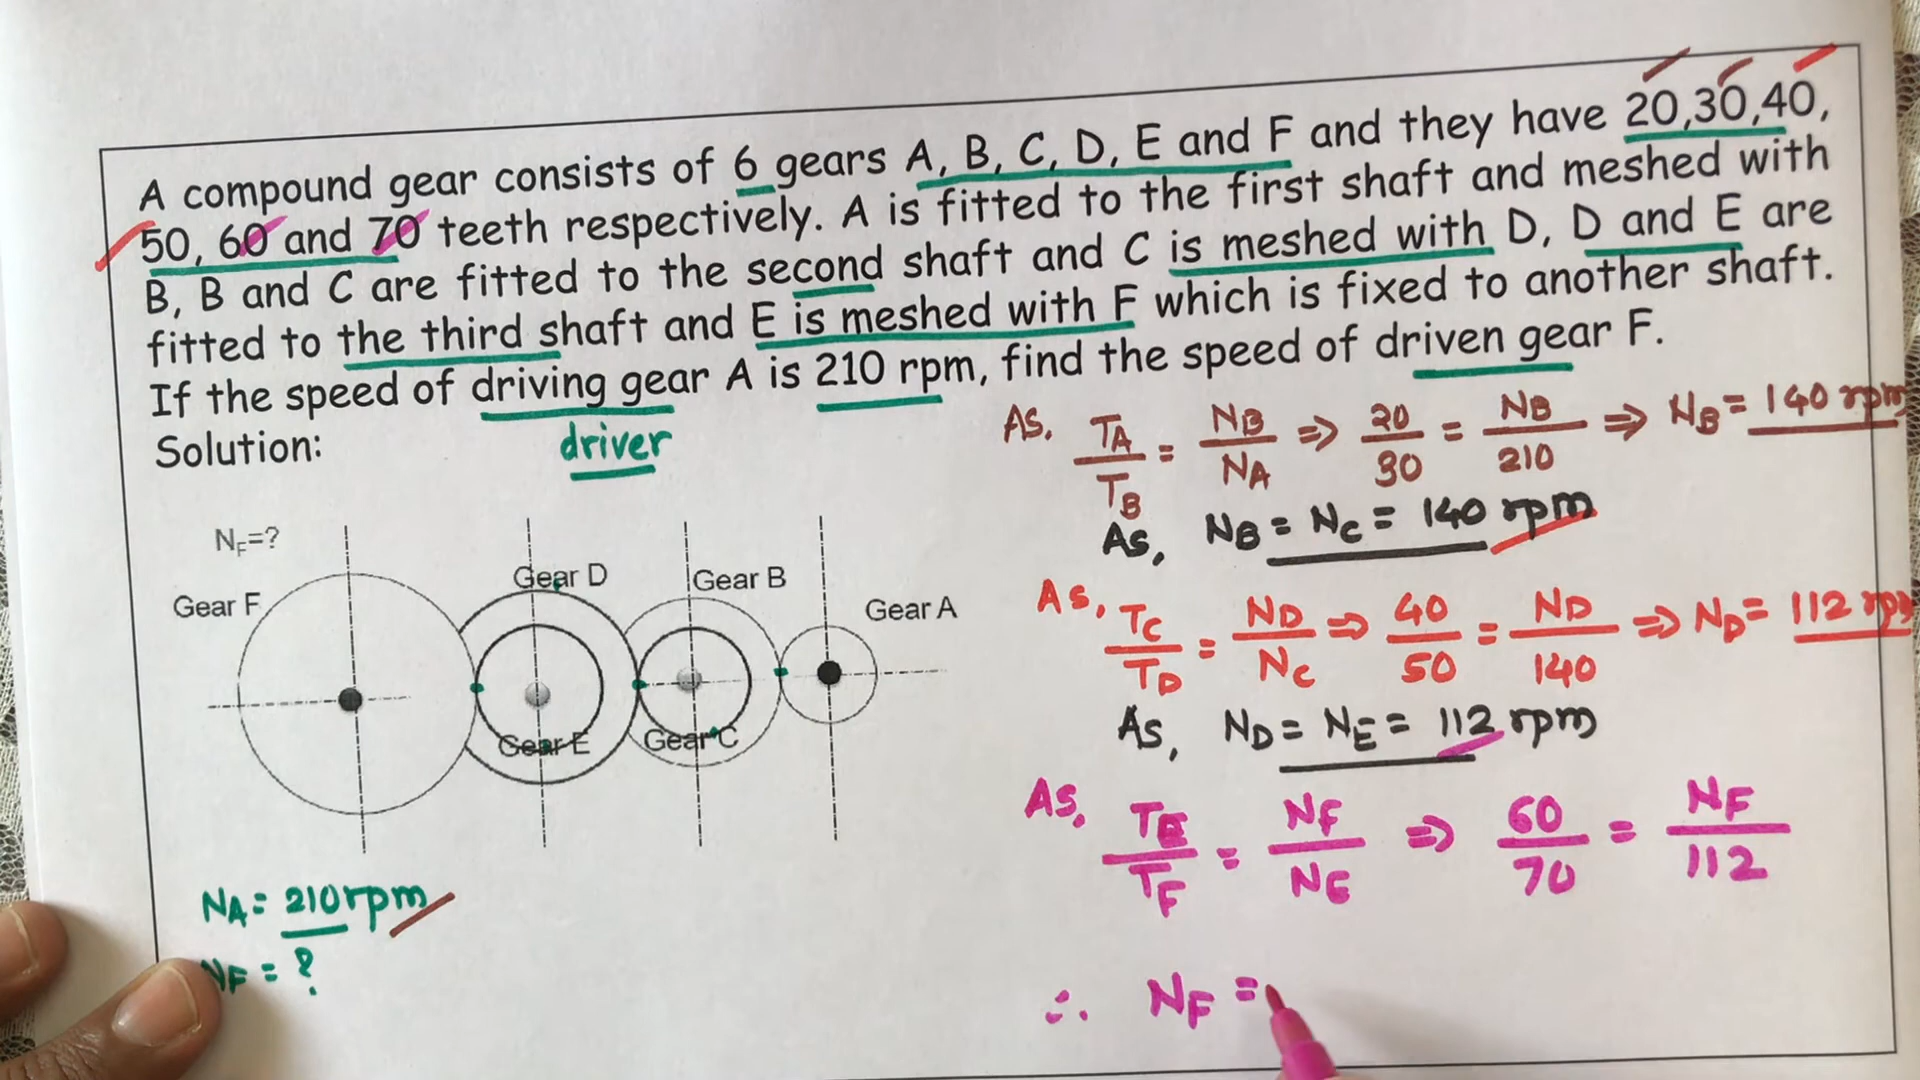 A compound gear consists of 6 gears A, B, C, D, E and F and they have 20,30,40,
50, 60 and 70 teeth respectively. A is fitted to the first shaft and meshed with
B, B and C are fitted to the second shaft and C is meshed with D, D and E are
fitted to the third shaft and E is meshed with F which is fixed to another shaft.
If the speed of driving gear A is 210 rpm, find the speed of driven gear F.
Solution:
driver
NF=?
Gear F
Gear D
Gear B
Gear A
Gear E
Gear C
NA = 210 rpm
NF = ?
As, TA/TB = NB/NA ⇒ 20/30 = NB/210 ⇒ NB = 140 rpm
As, NB = NC = 140 rpm
As, TC/TD = ND/NC ⇒ 40/50 = ND/140 ⇒ ND = 112 rpm
As, ND = NE = 112 rpm
As, TE/TF = NF/NE ⇒ 60/70 = NF/112
∴ NF =